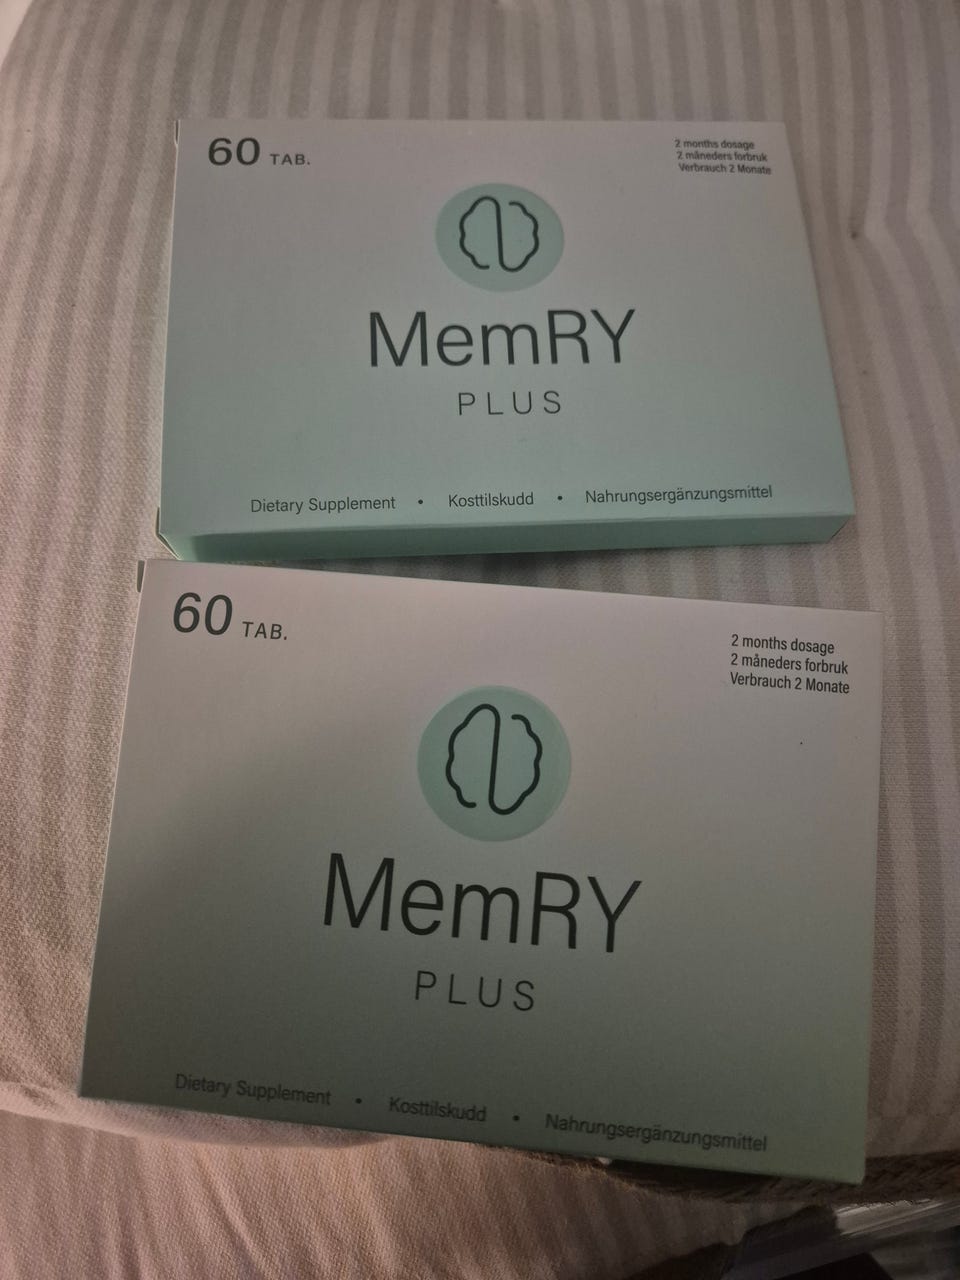 60 TAB.
2 months dosage
2 måneders forbruk
Verbrauch 2 Monate
MemRY
PLUS
Dietary Supplement • Kosttilskudd • Nahrungsergänzungsmittel
60 TAB.
2 months dosage
2 måneders forbruk
Verbrauch 2 Monate
MemRY
PLUS
Dietary Supplement • Kosttilskudd • Nahrungsergänzungsmittel